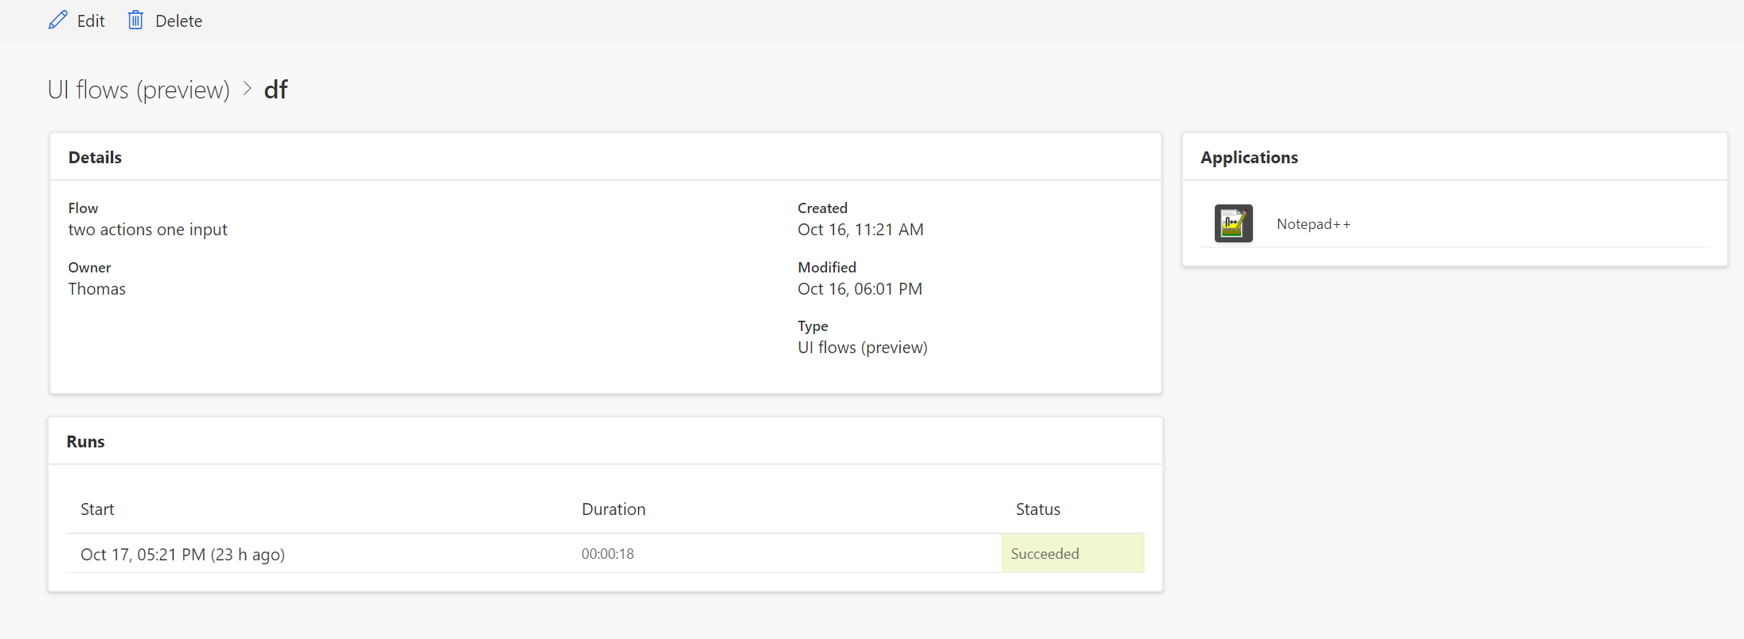 Edit Delete
UI flows (preview) > df
Details
Flow
two actions one input
Owner
Thomas
Created
Oct 16, 11:21 AM
Modified
Oct 16, 06:01 PM
Type
UI flows (preview)
Applications
Notepad++
Runs
Start Duration Status
Oct 17, 05:21 PM (23 h ago) 00:00:18 Succeeded